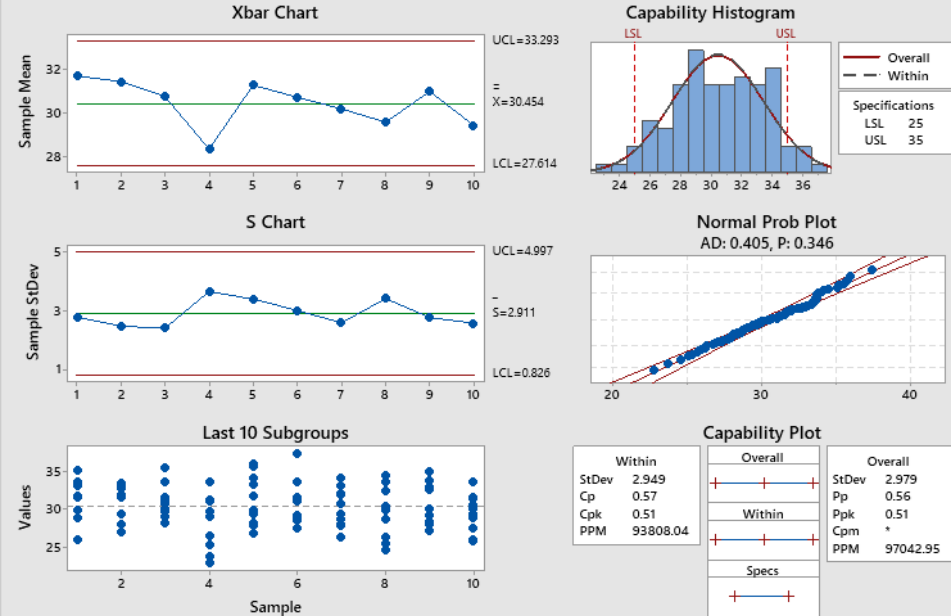 Xbar Chart
Sample Mean
32
30
28
1 2 3 4 5 6 7 8 9 10
UCL=33.293
=
X=30.454
LCL=27.614
Capability Histogram
LSL USL
24 26 28 30 32 34 36
Overall
Within
Specifications
LSL 25
USL 35
S Chart
Sample StDev
5
3
1
1 2 3 4 5 6 7 8 9 10
UCL=4.997
–
S=2.911
LCL=0.826
Normal Prob Plot
AD: 0.405, P: 0.346
20 30 40
Last 10 Subgroups
Values
35
30
25
2 4 6 8 10
Sample
Capability Plot
Within
StDev 2.949
Cp 0.57
Cpk 0.51
PPM 93808.04
Overall
Within
Specs
Overall
StDev 2.979
Pp 0.56
Ppk 0.51
Cpm *
PPM 97042.95